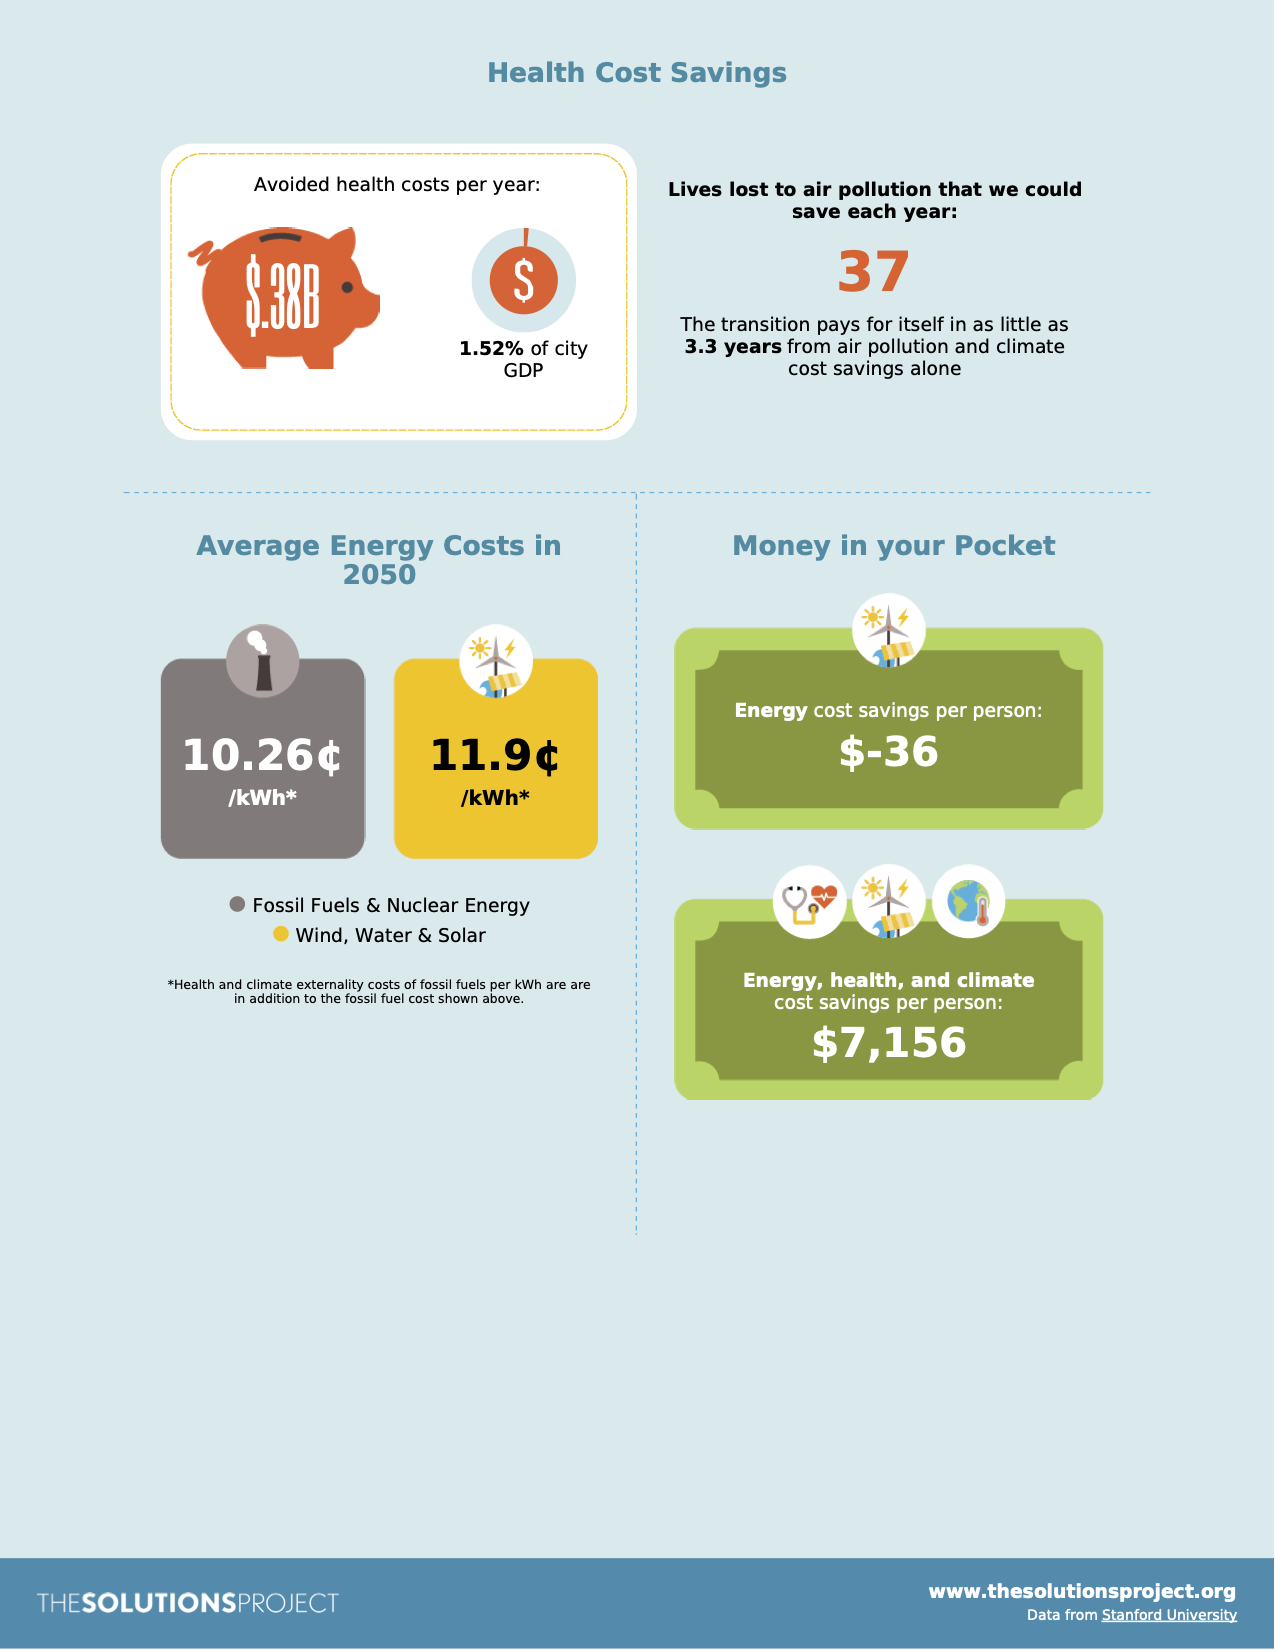 Health Cost Savings
Avoided health costs per year:
$.38B
$
1.52% of city
GDP
Lives lost to air pollution that we could
save each year:
37
The transition pays for itself in as little as
3.3 years from air pollution and climate
cost savings alone
Average Energy Costs in
2050
10.26¢
/kWh*
11.9¢
/kWh*
Fossil Fuels & Nuclear Energy
Wind, Water & Solar
*Health and climate externality costs of fossil fuels per kWh are are
in addition to the fossil fuel cost shown above.
Money in your Pocket
Energy cost savings per person:
$-36
Energy, health, and climate
cost savings per person:
$7,156
THESOLUTIONSPROJECT
www.thesolutionsproject.org
Data from Stanford University